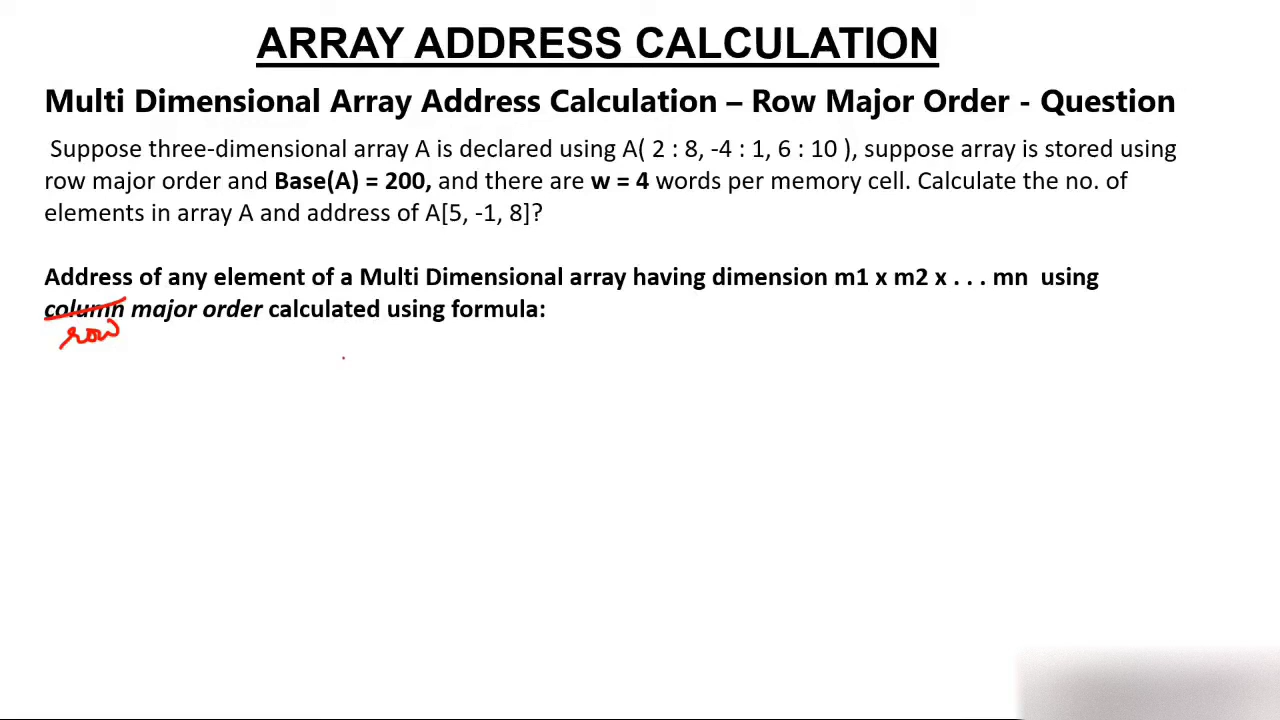 ARRAY ADDRESS CALCULATION
Multi Dimensional Array Address Calculation – Row Major Order - Question
Suppose three-dimensional array A is declared using A( 2 : 8, -4 : 1, 6 : 10 ), suppose array is stored using
row major order and Base(A) = 200, and there are w = 4 words per memory cell. Calculate the no. of
elements in array A and address of A[5, -1, 8]?
Address of any element of a Multi Dimensional array having dimension m1 x m2 x . . . mn using
column major order calculated using formula:
row